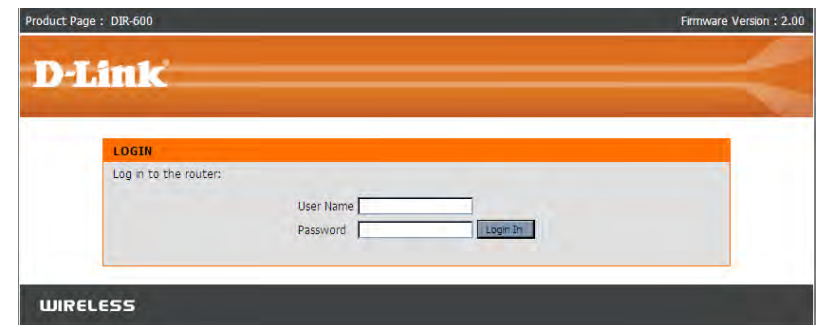 Product Page : DIR-600 Firmware Version : 2.00
D-Link
LOGIN
Log in to the router:
User Name
Password Login In
WIRELESS